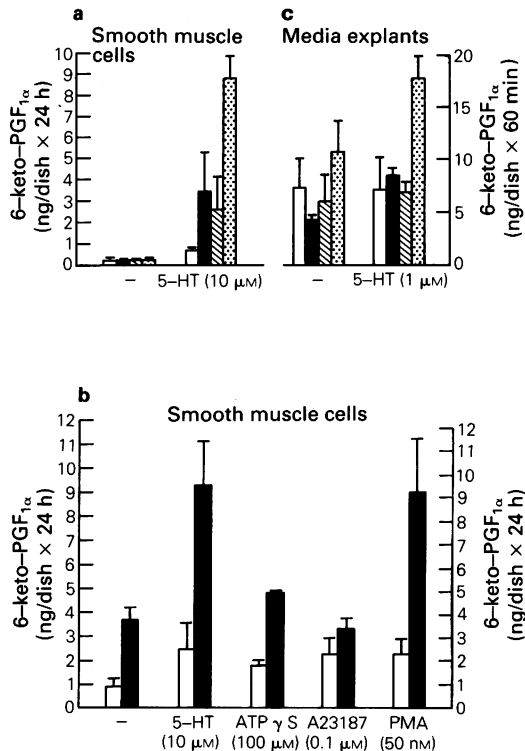 a
Smooth muscle
cells
6–keto–PGF1α
(ng/dish × 24 h)
10
9
8
7
6
5
4
3
2
1
0
–
5–HT (10 μM)
c
Media explants
20
15
10
5
0
6–keto–PGF1α
(ng/dish × 60 min)
–
5–HT (1 μM)
b
Smooth muscle cells
6–keto–PGF1α
(ng/dish × 24 h)
12
11
10
9
8
7
6
5
4
3
2
1
0
12
11
10
9
8
7
6
5
4
3
2
1
0
6–keto–PGF1α
(ng/dish × 24 h)
– 5–HT ATP γ S A23187 PMA
(10 μM) (100 μM) (0.1 μM) (50 nM)